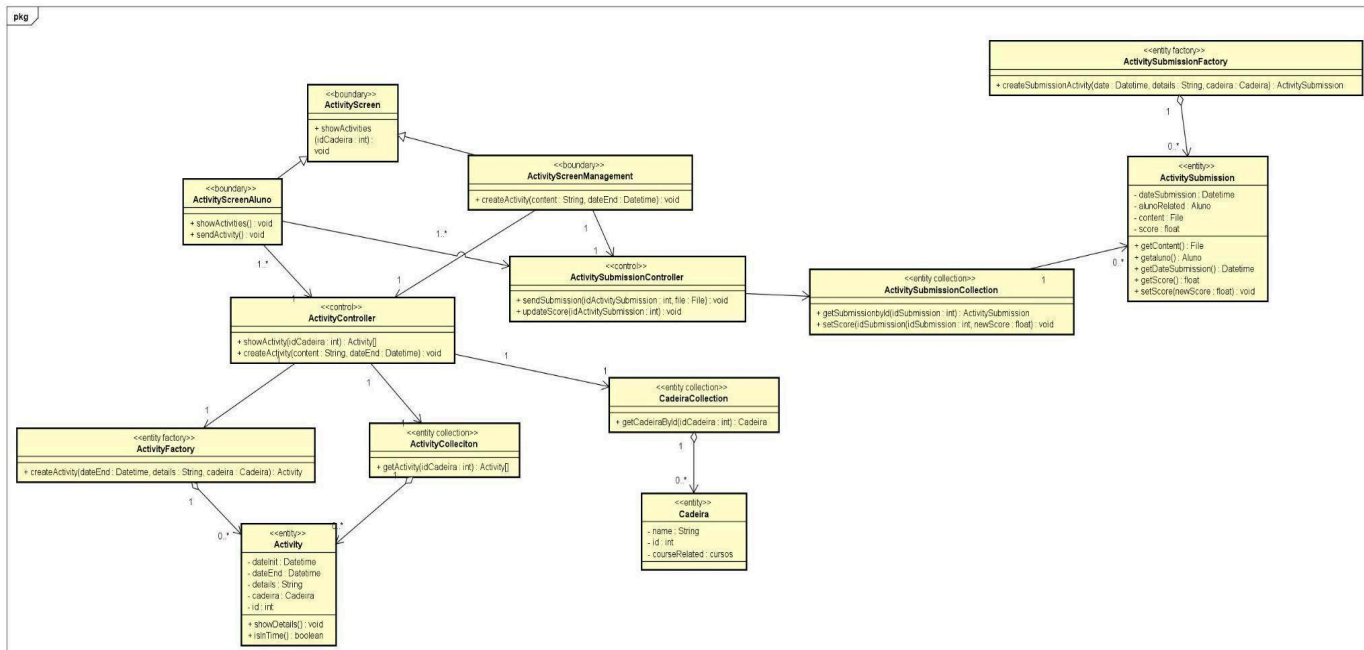 pkg
<<entity factory>>
ActivitySubmissionFactory
+ createSubmissionActivity(date : Datetime, details : String, cadeira : Cadeira) : ActivitySubmission
1
0..*
<<boundary>>
ActivityScreen
+ showActivities
(idCadeira : int) :
void
<<boundary>>
ActivityScreenManagement
+ createActivity(content : String, dateEnd : Datetime) : void
<<boundary>>
ActivityScreenAluno
+ showActivities() : void
+ sendActivity() : void
<<entity>>
ActivitySubmission
- dateSubmission : Datetime
- alunoRelated : Aluno
- content : File
- score : float
+ getContent() : File
+ getaluno() : Aluno
+ getDateSubmission() : Datetime
+ getScore() : float
+ setScore(newScore : float) : void
1..*
1
1
1..*
1
1
<<control>>
ActivitySubmissionController
+ sendSubmission(idActivitySubmission : int, file : File) : void
+ updateScore(idActivitySubmission : int) : void
<<entity collection>>
ActivitySubmissionCollection
+ getSubmissionbyId(idSubmission : int) : ActivitySubmission
+ setScore(idSubmission(idSubmission : int, newScore : float) : void
1
0..*
<<control>>
ActivityController
+ showActivity(idCadeira : int) : Activity[]
+ createActivity(content : String, dateEnd : Datetime) : void
1
1
1
1
1
1
<<entity collection>>
CadeiraCollection
+ getCadeiraById(idCadeira : int) : Cadeira
1
0..*
<<entity factory>>
ActivityFactory
+ createActivity(dateEnd : Datetime, details : String, cadeira : Cadeira) : Activity
1
0..*
<<entity collection>>
ActivityColleciton
+ getActivity(idCadeira : int) : Activity[]
1
0..*
<<entity>>
Cadeira
- name : String
- id : int
- courseRelated : cursos
<<entity>>
Activity
- dateInit : Datetime
- dateEnd : Datetime
- details : String
- cadeira : Cadeira
- id : int
+ showDetails() : void
+ isInTime() : boolean